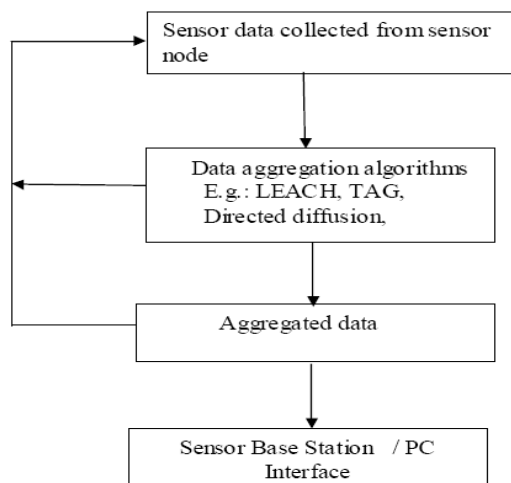 Sensor data collected from sensor
node
Data aggregation algorithms
E.g.: LEACH, TAG,
Directed diffusion,
Aggregated data
Sensor Base Station / PC
Interface